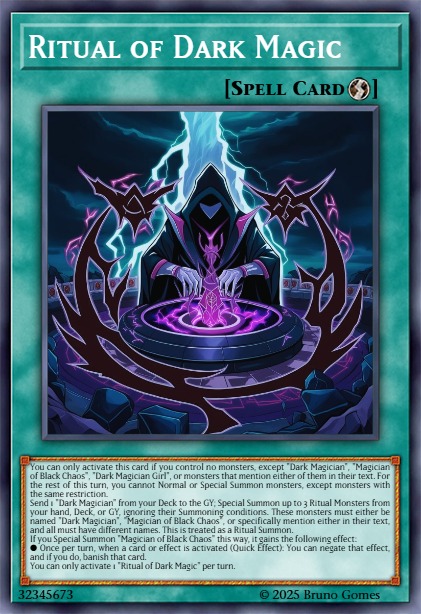 Ritual of Dark Magic
[Spell Card]
You can only activate this card if you control no monsters, except "Dark Magician", "Magician
of Black Chaos", "Dark Magician Girl", or monsters that mention either of them in their text. For
the rest of this turn, you cannot Normal or Special Summon monsters, except monsters with
the same restriction.
Send 1 "Dark Magician" from your Deck to the GY; Special Summon up to 3 Ritual Monsters from
your hand, Deck, or GY, ignoring their Summoning conditions. These monsters must either be
named "Dark Magician", "Magician of Black Chaos", or specifically mention either in their text,
and all must have different names. This is treated as a Ritual Summon.
If you Special Summon "Magician of Black Chaos" this way, it gains the following effect:
● Once per turn, when a card or effect is activated (Quick Effect): You can negate that effect,
and if you do, banish that card.
You can only activate 1 "Ritual of Dark Magic" per turn.
32345673
© 2025 Bruno Gomes